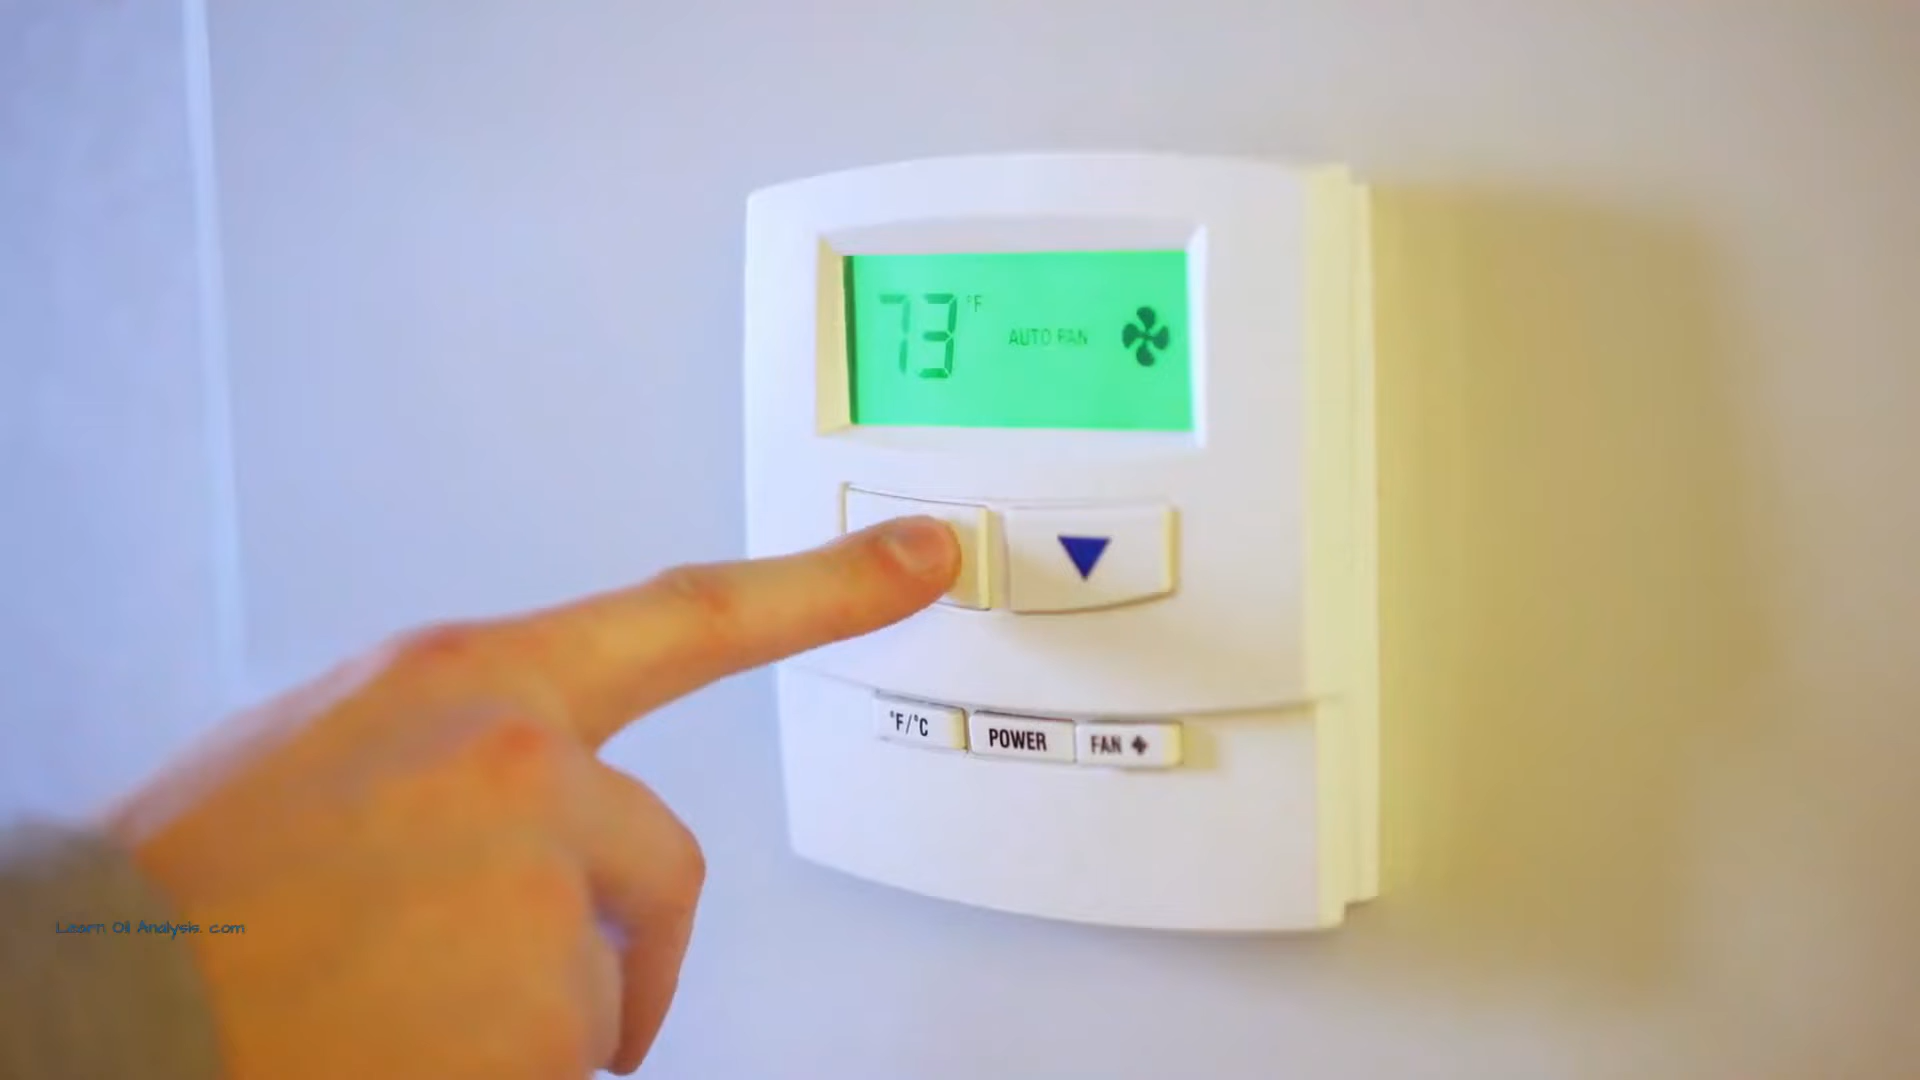 73 °F
AUTO FAN
°F/°C
POWER
FAN
Learn Oil Analysis. com